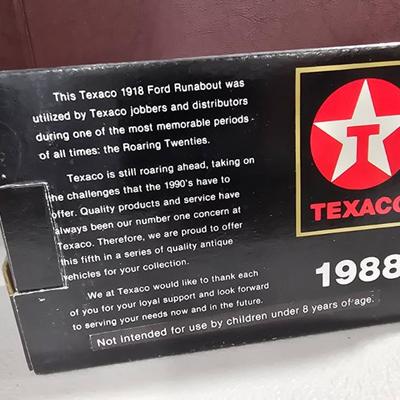 This Texaco 1918 Ford Runabout was
utilized by Texaco jobbers and distributors
during one of the most memorable periods
of all times: the Roaring Twenties.
Texaco is still roaring ahead, taking on
the challenges that the 1990's have to
offer. Quality products and service have
always been our number one concern at
Texaco. Therefore, we are proud to offer
this fifth in a series of quality antique
vehicles for your collection.
We at Texaco would like to thank each
of you for your loyal support and look forward
to serving your needs now and in the future.
Not intended for use by children under 8 years of age.
T
TEXACO
1988